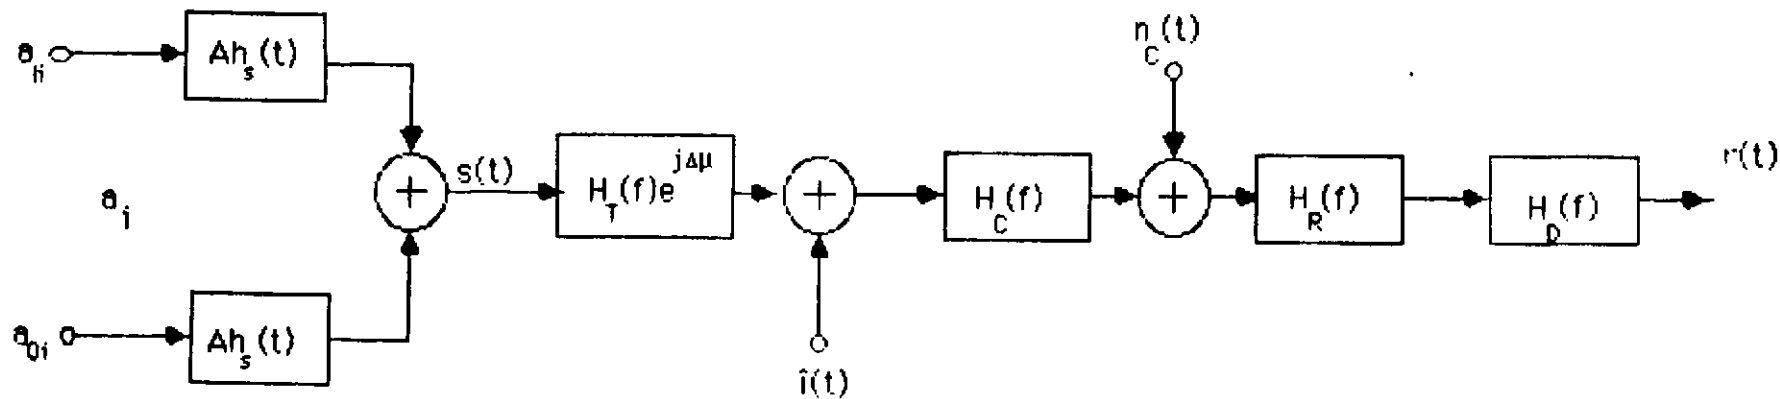 a_Ii
Ah_s(t)
a_i
a_Qi
Ah_s(t)
s(t)
H_T(f)e^jΔμ
î(t)
H_C(f)
n_C(t)
H_R(f)
H_D(f)
r(t)